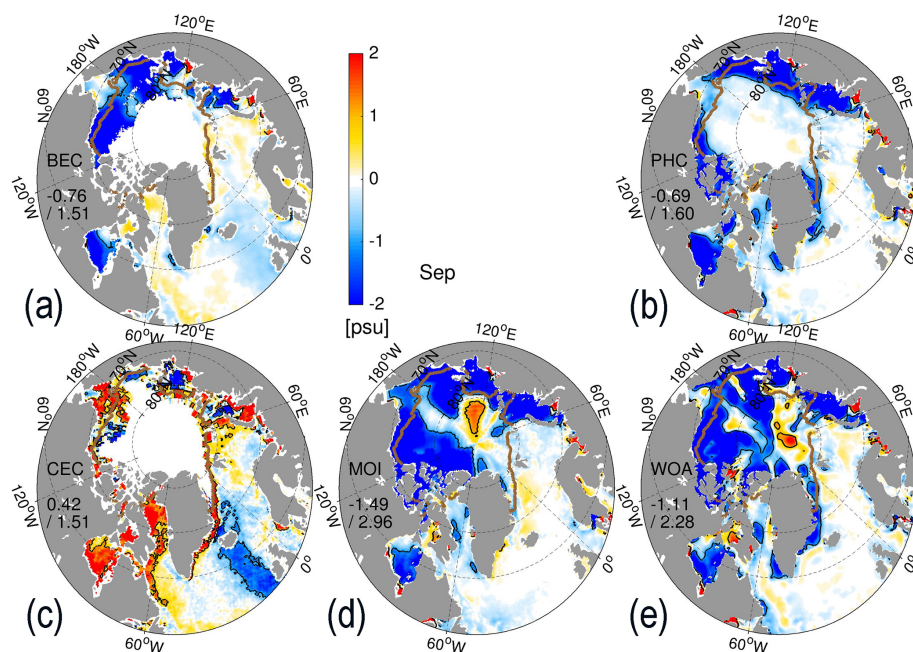 120°E
180°W
70°N
80°N
60°E
60°N
BEC
-0.76
/ 1.51
120°W
0°
(a)
60°W
2
1
0
-1
-2
[psu]
Sep
120°E
180°W
70°N
80°N
60°E
60°N
PHC
-0.69
/ 1.60
120°W
0°
(b)
120°E
180°W
70°N
80°N
60°E
60°N
CEC
0.42
/ 1.51
120°W
0°
(c)
60°W
120°E
180°W
70°N
80°N
60°E
60°N
MOI
-1.49
/ 2.96
120°W
0°
(d)
60°W
120°E
180°W
70°N
80°N
60°E
60°N
WOA
-1.11
/ 2.28
120°W
0°
(e)
60°W